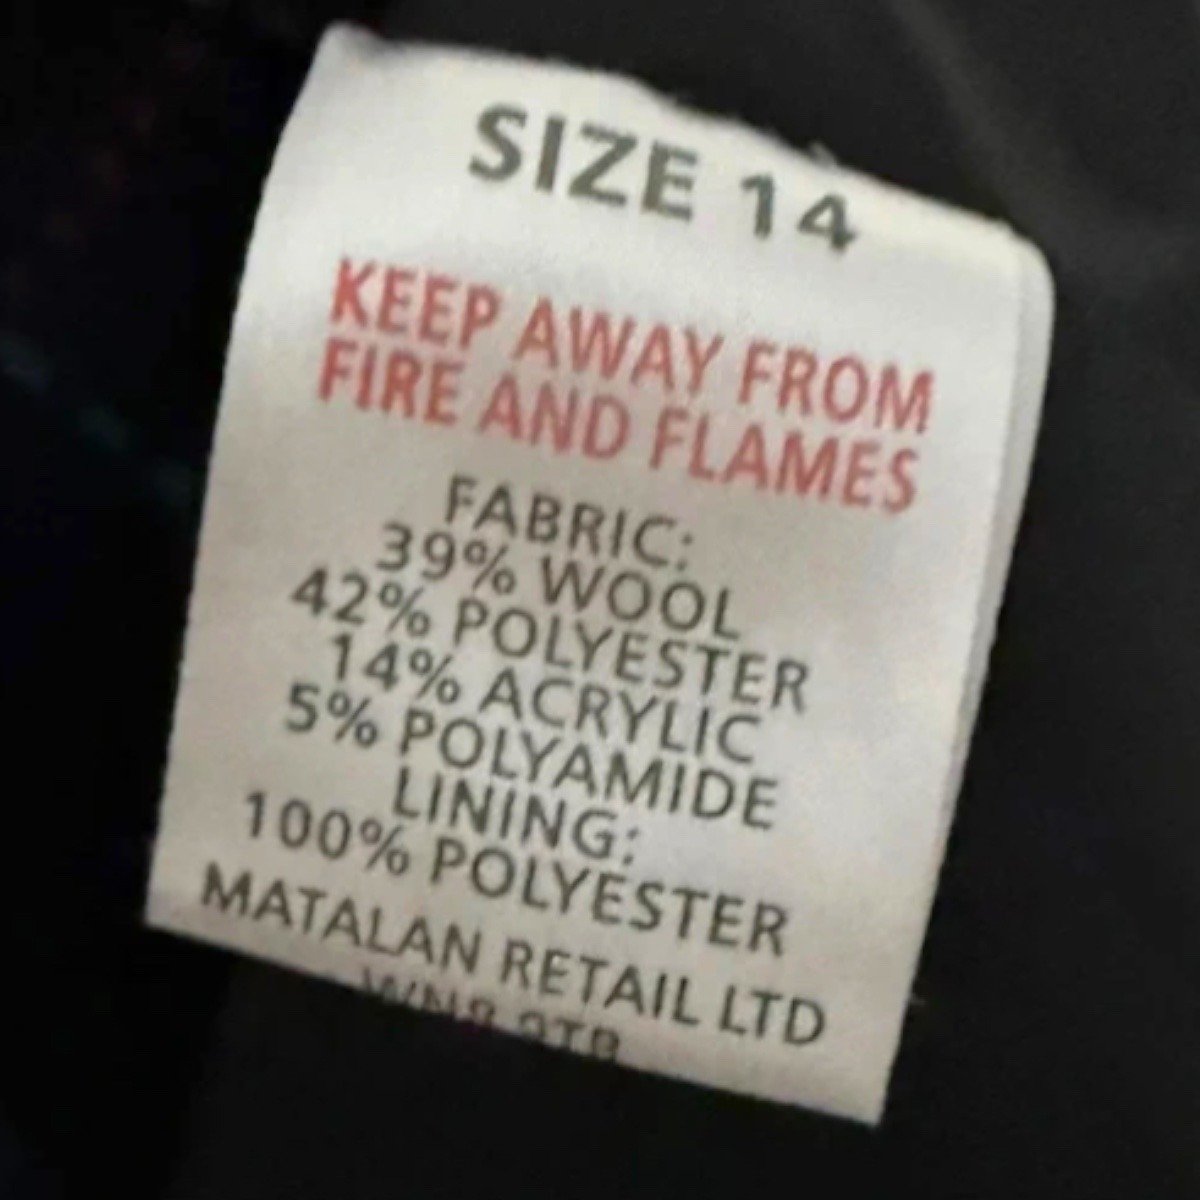 SIZE 14
KEEP AWAY FROM
FIRE AND FLAMES
FABRIC:
39% WOOL
42% POLYESTER
14% ACRYLIC
5% POLYAMIDE
LINING:
100% POLYESTER
MATALAN RETAIL LTD